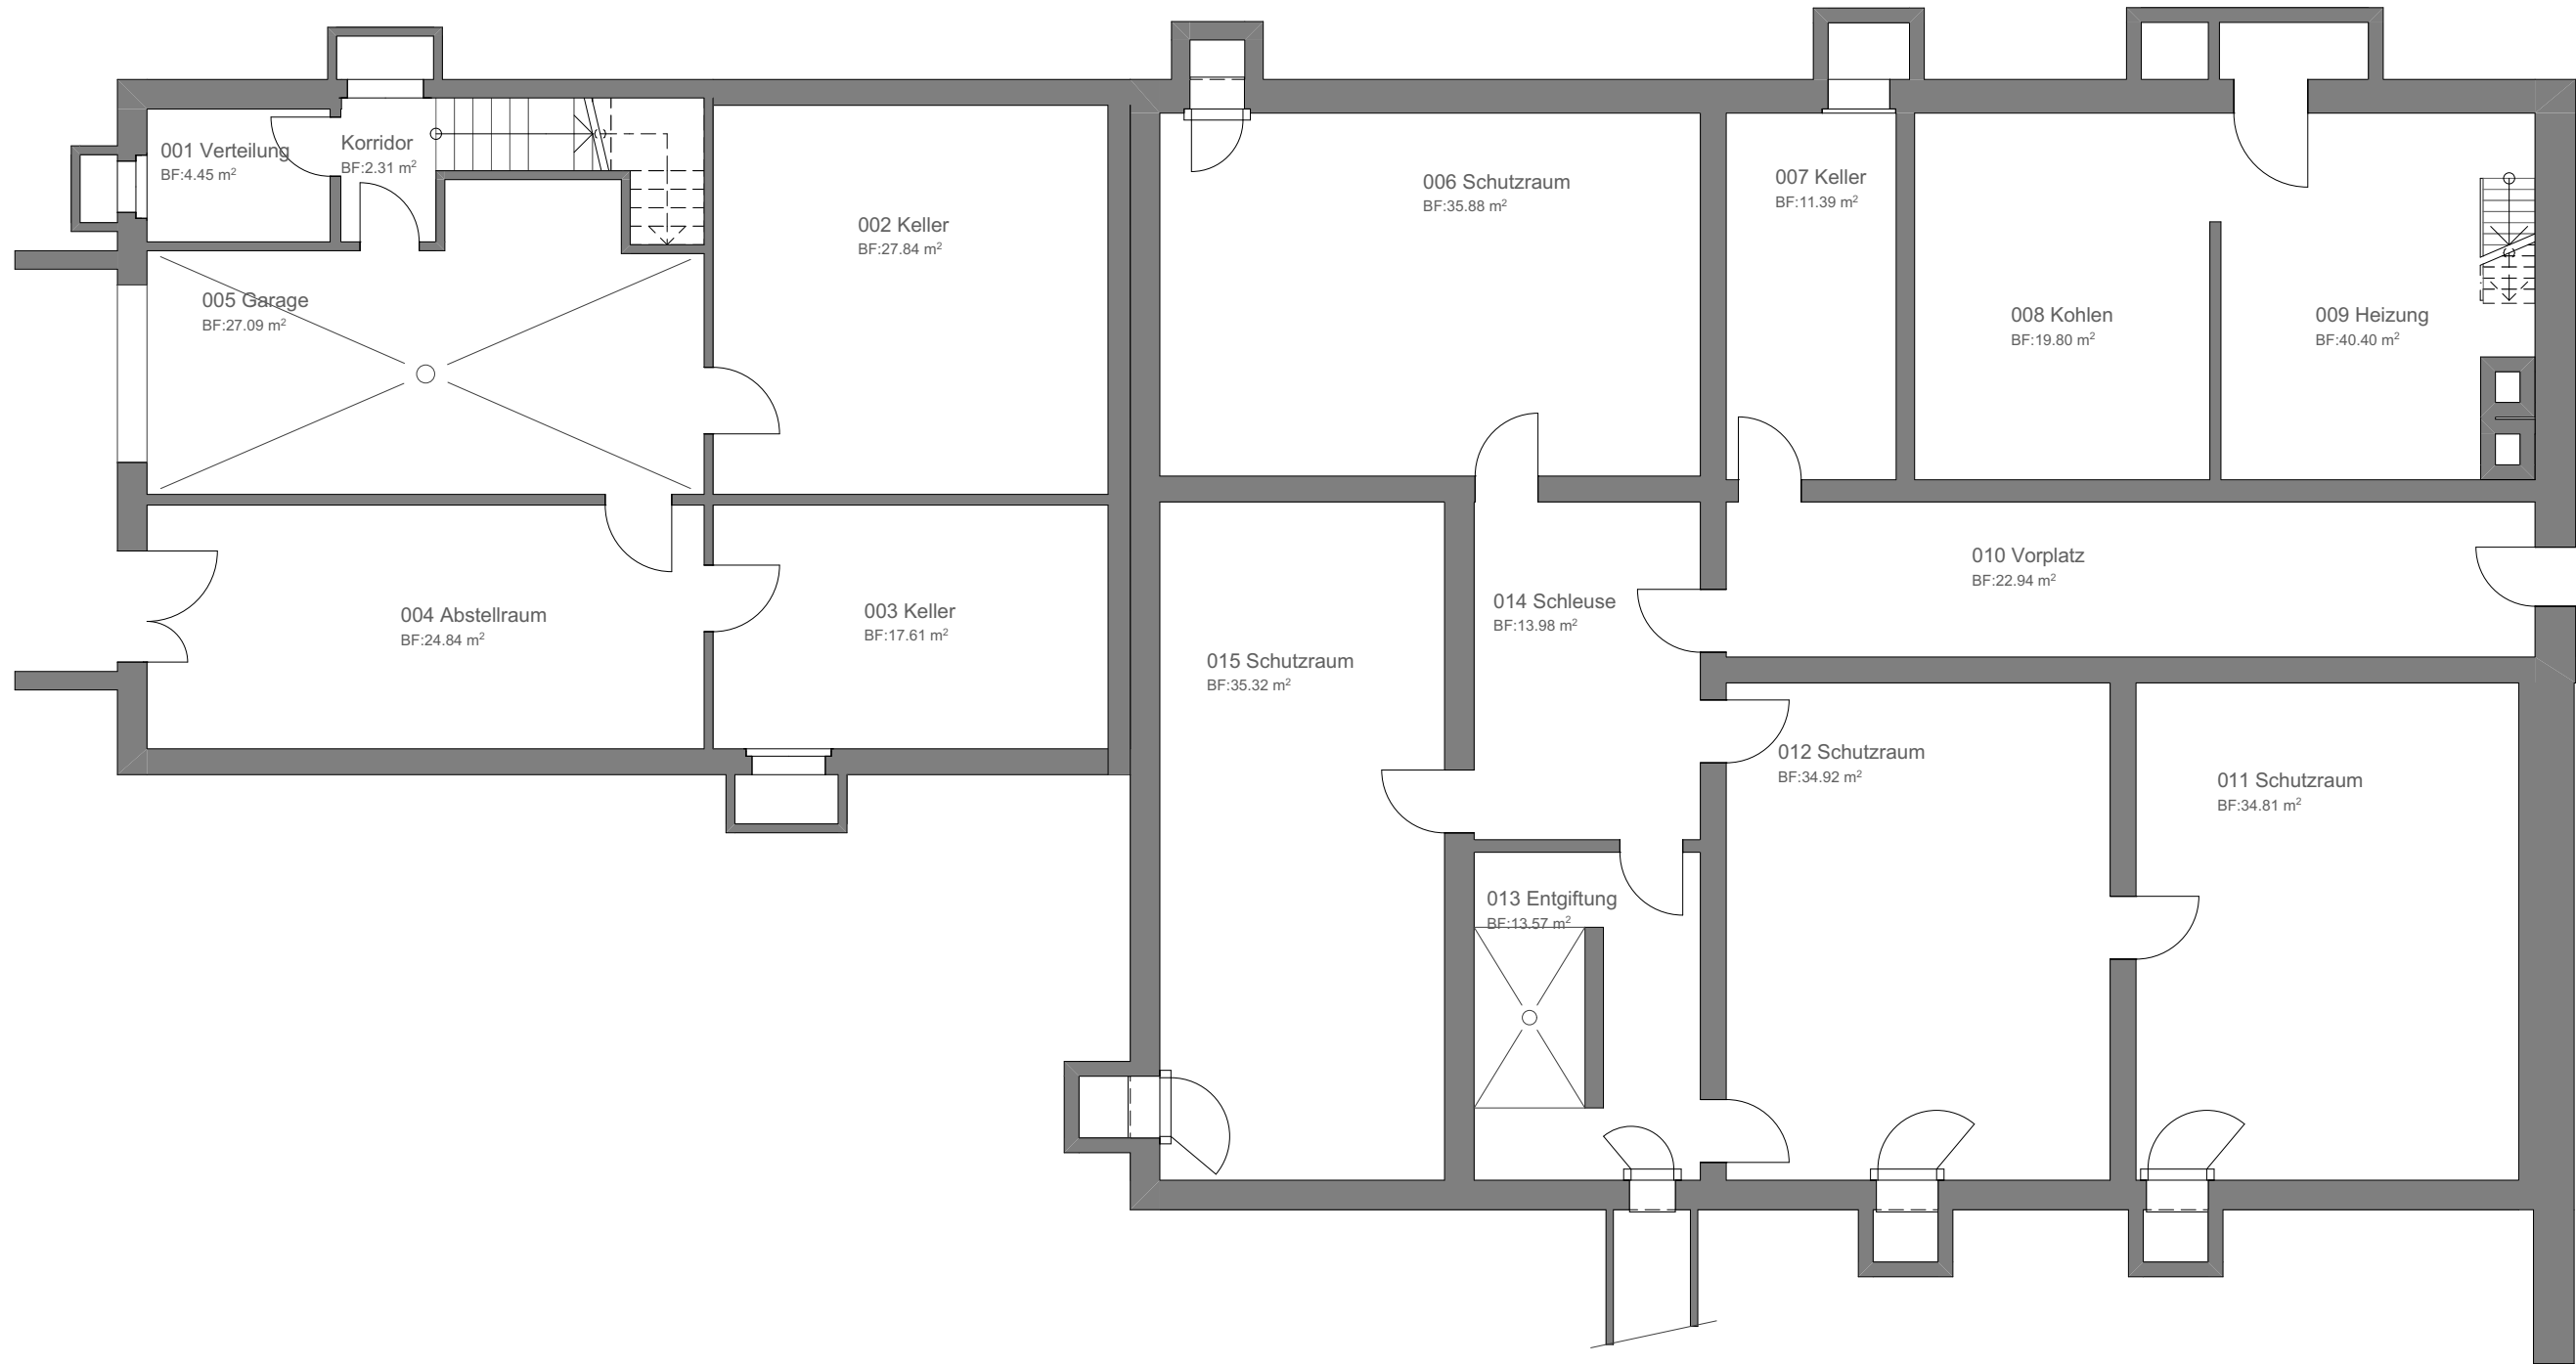 001 Verteilung
BF:4.45 m²
Korridor
BF:2.31 m²
002 Keller
BF:27.84 m²
006 Schutzraum
BF:35.88 m²
007 Keller
BF:11.39 m²
008 Kohlen
BF:19.80 m²
009 Heizung
BF:40.40 m²
005 Garage
BF:27.09 m²
004 Abstellraum
BF:24.84 m²
003 Keller
BF:17.61 m²
015 Schutzraum
BF:35.32 m²
014 Schleuse
BF:13.98 m²
010 Vorplatz
BF:22.94 m²
012 Schutzraum
BF:34.92 m²
011 Schutzraum
BF:34.81 m²
013 Entgiftung
BF:13.57 m²